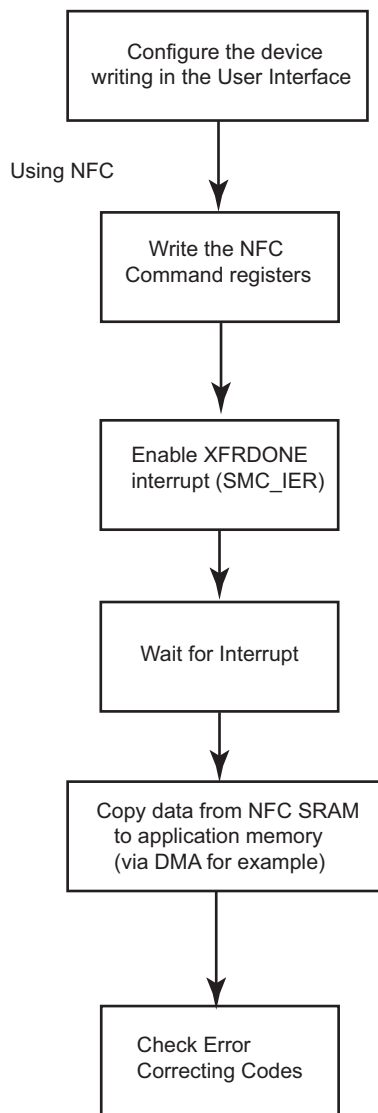 Configure the device
writing in the User Interface
Using NFC
Write the NFC
Command registers
Enable XFRDONE
interrupt (SMC_IER)
Wait for Interrupt
Copy data from NFC SRAM
to application memory
(via DMA for example)
Check Error
Correcting Codes